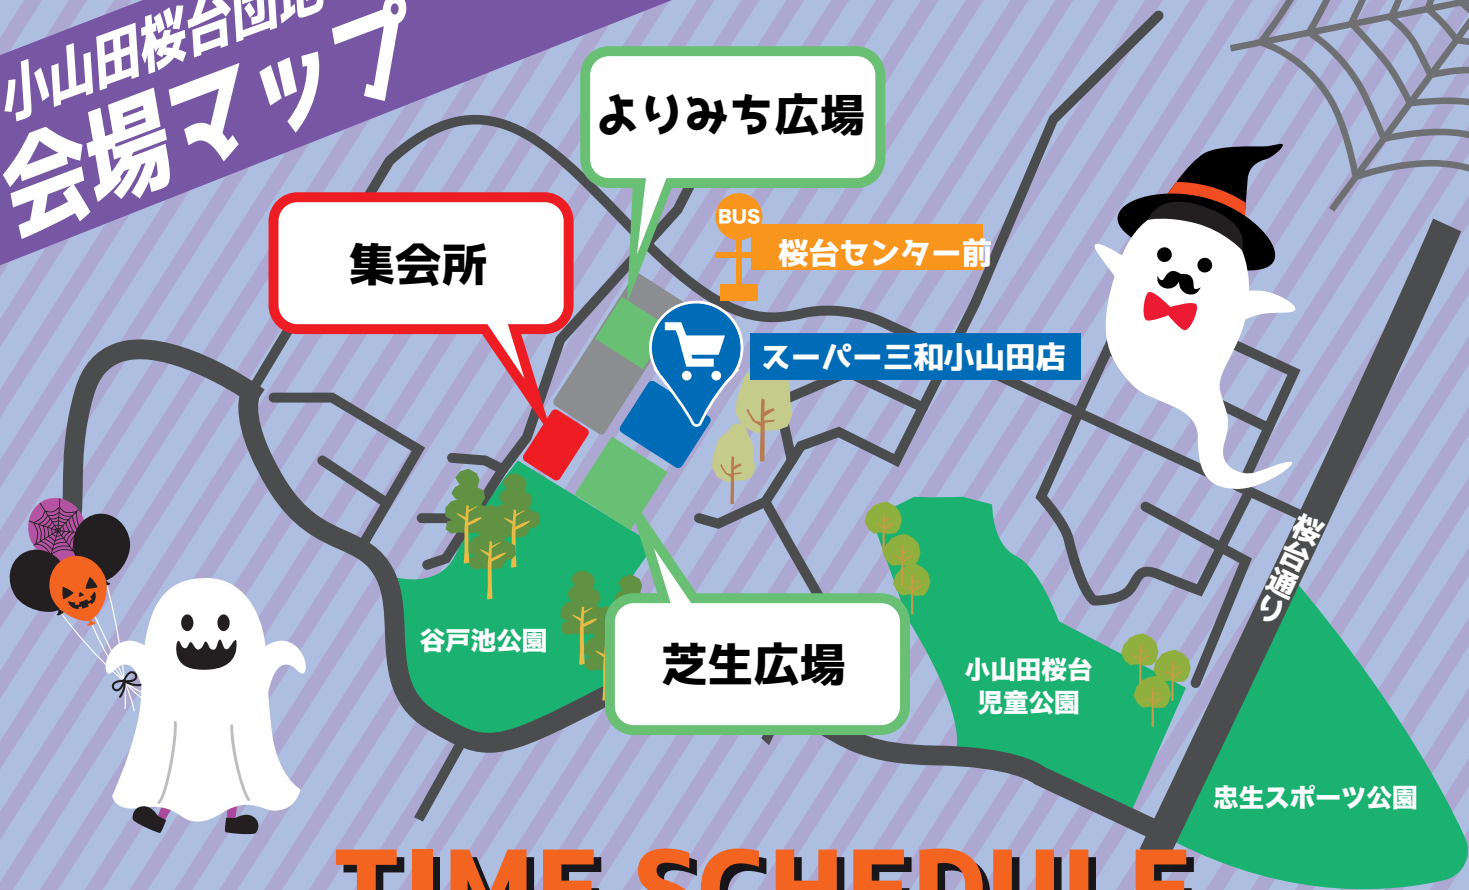 小山田桜台団地
会場マップ
よりみち広場
集会所
BUS
桜台センター前
スーパー三和小山田店
桜台通り
谷戸池公園
芝生広場
小山田桜台
児童公園
忠生スポーツ公園
TIME SCHEDULE